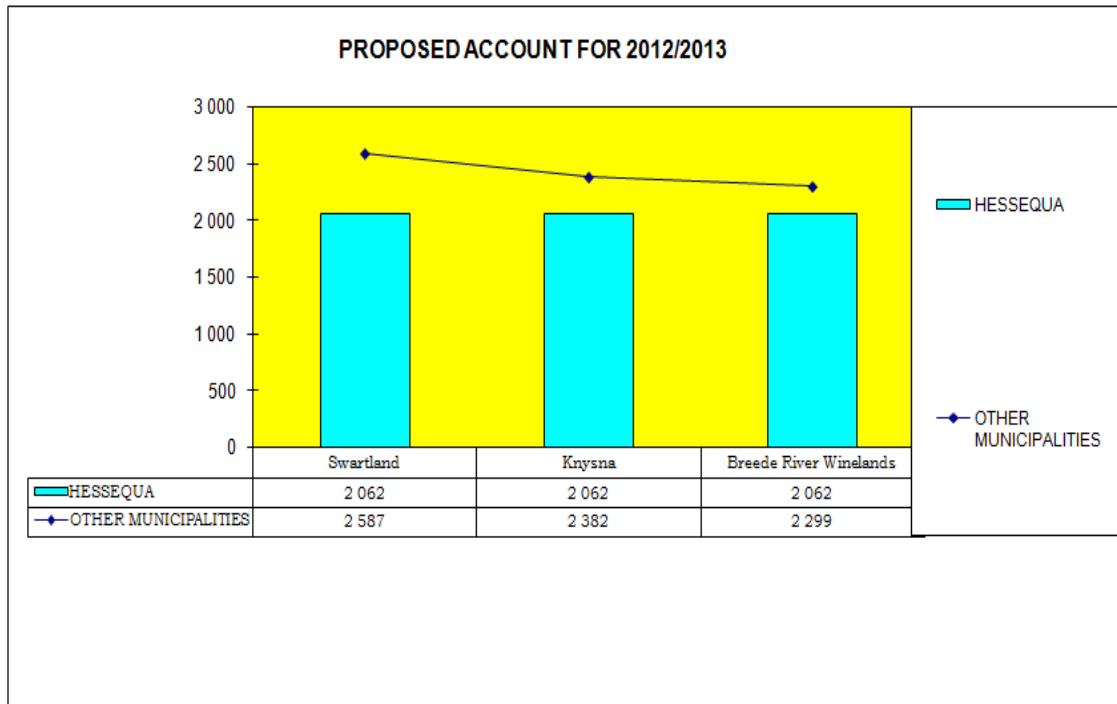 PROPOSED ACCOUNT FOR 2012/2013
3 000
2 500
2 000
1 500
1 000
500
0
HESSEQUA
OTHER
MUNICIPALITIES
Swartland Knysna Breede River Winelands
HESSEQUA 2 062 2 062 2 062
OTHER MUNICIPALITIES 2 587 2 382 2 299